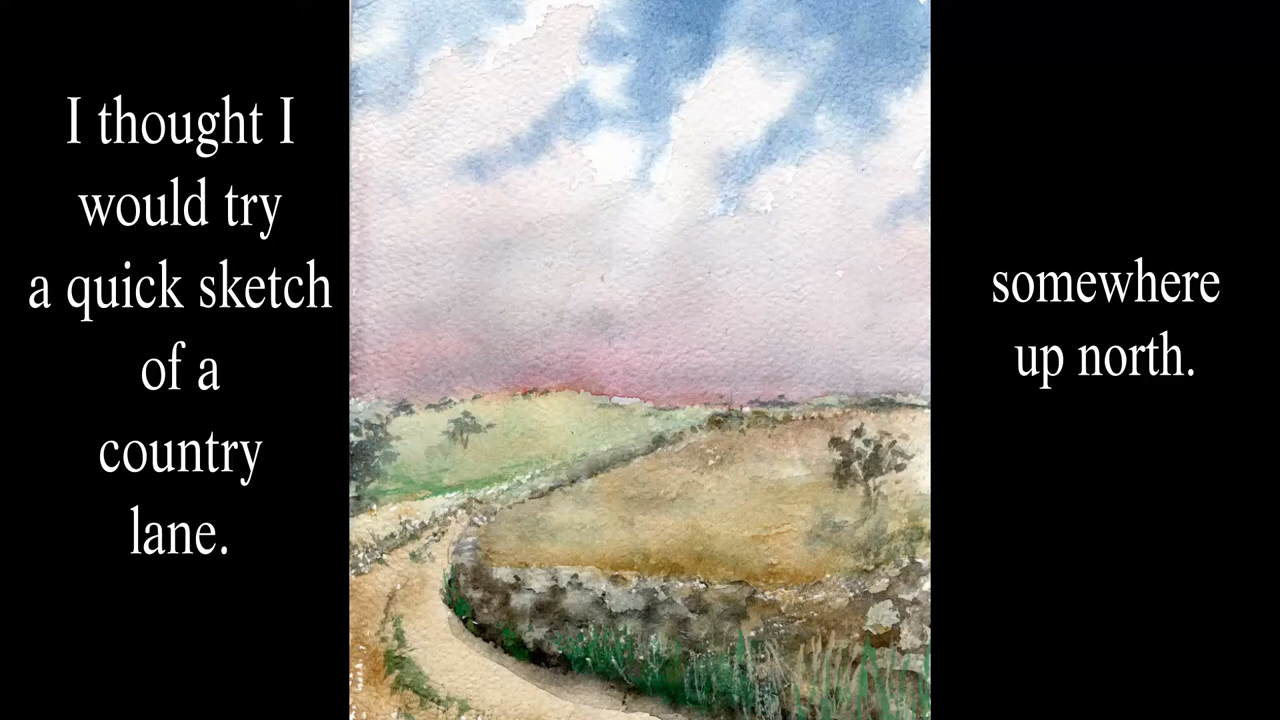 I thought I
would try
a quick sketch
of a
country
lane.
somewhere
up north.